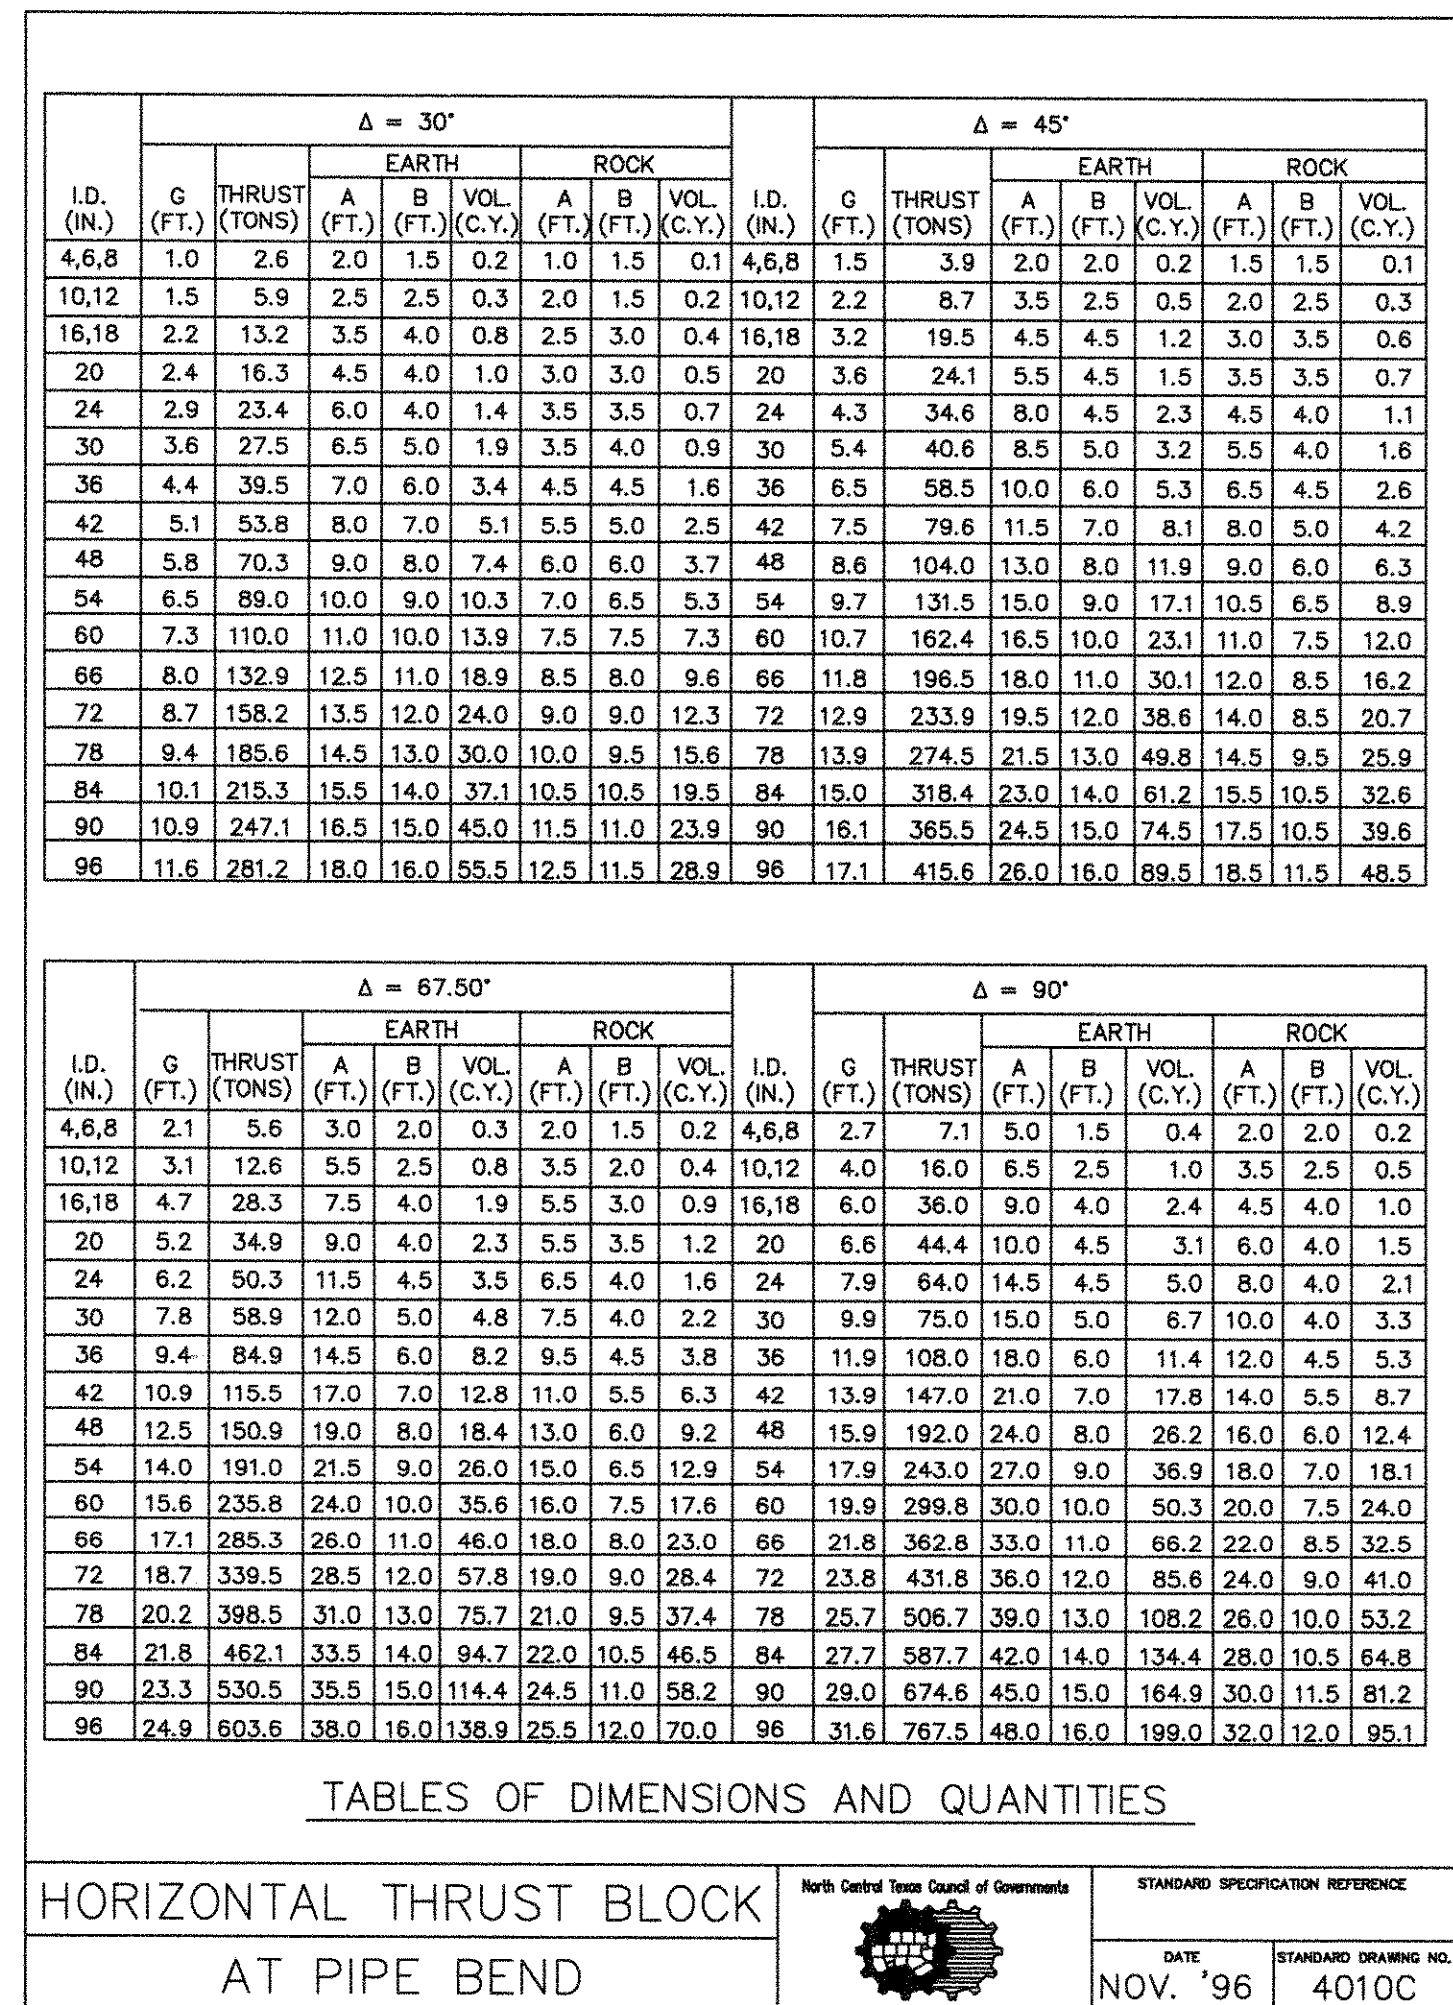 Δ = 30° Δ = 45°
EARTH ROCK EARTH ROCK
I.D. (IN.) G (FT.) THRUST (TONS) A (FT.) B (FT.) VOL. (C.Y.) A (FT.) B (FT.) VOL. (C.Y.) I.D. (IN.) G (FT.) THRUST (TONS) A (FT.) B (FT.) VOL. (C.Y.) A (FT.) B (FT.) VOL. (C.Y.)
4,6,8 1.0 2.6 2.0 1.5 0.2 1.0 1.5 0.1 4,6,8 1.5 3.9 2.0 2.0 0.2 1.5 1.5 0.1
10,12 1.5 5.9 2.5 2.5 0.3 2.0 1.5 0.2 10,12 2.2 8.7 3.5 2.5 0.5 2.0 2.5 0.3
16,18 2.2 13.2 3.5 4.0 0.8 2.5 3.0 0.4 16,18 3.2 19.5 4.5 4.5 1.2 3.0 3.5 0.6
20 2.4 16.3 4.5 4.0 1.0 3.0 3.0 0.5 20 3.6 24.1 5.5 4.5 1.5 3.5 3.5 0.7
24 2.9 23.4 6.0 4.0 1.4 3.5 3.5 0.7 24 4.3 34.6 8.0 4.5 2.3 4.5 4.0 1.1
30 3.6 27.5 6.5 5.0 1.9 3.5 4.0 0.9 30 5.4 40.6 8.5 5.0 3.2 5.5 4.0 1.6
36 4.4 39.5 7.0 6.0 3.4 4.5 4.5 1.6 36 6.5 58.5 10.0 6.0 5.3 6.5 4.5 2.6
42 5.1 53.8 8.0 7.0 5.1 5.5 5.0 2.5 42 7.5 79.6 11.5 7.0 8.1 8.0 5.0 4.2
48 5.8 70.3 9.0 8.0 7.4 6.0 6.0 3.7 48 8.6 104.0 13.0 8.0 11.9 9.0 6.0 6.3
54 6.5 89.0 10.0 9.0 10.3 7.0 6.5 5.3 54 9.7 131.5 15.0 9.0 17.1 10.5 6.5 8.9
60 7.3 110.0 11.0 10.0 13.9 7.5 7.5 7.3 60 10.7 162.4 16.5 10.0 23.1 11.0 7.5 12.0
66 8.0 132.9 12.5 11.0 18.9 8.5 8.0 9.6 66 11.8 196.5 18.0 11.0 30.1 12.0 8.5 16.2
72 8.7 158.2 13.5 12.0 24.0 9.0 9.0 12.3 72 12.9 233.9 19.5 12.0 38.6 14.0 8.5 20.7
78 9.4 185.6 14.5 13.0 30.0 10.0 9.5 15.6 78 13.9 274.5 21.5 13.0 49.8 14.5 9.5 25.9
84 10.1 215.3 15.5 14.0 37.1 10.5 10.5 19.5 84 15.0 318.4 23.0 14.0 61.2 15.5 10.5 32.6
90 10.9 247.1 16.5 15.0 45.0 11.5 11.0 23.9 90 16.1 365.5 24.5 15.0 74.5 17.5 10.5 39.6
96 11.6 281.2 18.0 16.0 55.5 12.5 11.5 28.9 96 17.1 415.6 26.0 16.0 89.5 18.5 11.5 48.5
Δ = 67.50° Δ = 90°
EARTH ROCK EARTH ROCK
I.D. (IN.) G (FT.) THRUST (TONS) A (FT.) B (FT.) VOL. (C.Y.) A (FT.) B (FT.) VOL. (C.Y.) I.D. (IN.) G (FT.) THRUST (TONS) A (FT.) B (FT.) VOL. (C.Y.) A (FT.) B (FT.) VOL. (C.Y.)
4,6,8 2.1 5.6 3.0 2.0 0.3 2.0 1.5 0.2 4,6,8 2.7 7.1 5.0 1.5 0.4 2.0 2.0 0.2
10,12 3.1 12.6 5.5 2.5 0.8 3.5 2.0 0.4 10,12 4.0 16.0 6.5 2.5 1.0 3.5 2.5 0.5
16,18 4.7 28.3 7.5 4.0 1.9 5.5 3.0 0.9 16,18 6.0 36.0 9.0 4.0 2.4 4.5 4.0 1.0
20 5.2 34.9 9.0 4.0 2.3 5.5 3.5 1.2 20 6.6 44.4 10.0 4.5 3.1 6.0 4.0 1.5
24 6.2 50.3 11.5 4.5 3.5 6.5 4.0 1.6 24 7.9 64.0 14.5 4.5 5.0 8.0 4.0 2.1
30 7.8 58.9 12.0 5.0 4.8 7.5 4.0 2.2 30 9.9 75.0 15.0 5.0 6.7 10.0 4.0 3.3
36 9.4 84.9 14.5 6.0 8.2 9.5 4.5 3.8 36 11.9 108.0 18.0 6.0 11.4 12.0 4.5 5.3
42 10.9 115.5 17.0 7.0 12.8 11.0 5.5 6.3 42 13.9 147.0 21.0 7.0 17.8 14.0 5.5 8.7
48 12.5 150.9 19.0 8.0 18.4 13.0 6.0 9.2 48 15.9 192.0 24.0 8.0 26.2 16.0 6.0 12.4
54 14.0 191.0 21.5 9.0 26.0 15.0 6.5 12.9 54 17.9 243.0 27.0 9.0 36.9 18.0 7.0 18.1
60 15.6 235.8 24.0 10.0 35.6 16.0 7.5 17.6 60 19.9 299.8 30.0 10.0 50.3 20.0 7.5 24.0
66 17.1 285.3 26.0 11.0 46.0 18.0 8.0 23.0 66 21.8 362.8 33.0 11.0 66.2 22.0 8.5 32.5
72 18.7 339.5 28.5 12.0 57.8 19.0 9.0 28.4 72 23.8 431.8 36.0 12.0 85.6 24.0 9.0 41.0
78 20.2 398.5 31.0 13.0 75.7 21.0 9.5 37.4 78 25.7 506.7 39.0 13.0 108.2 26.0 10.0 53.2
84 21.8 462.1 33.5 14.0 94.7 22.0 10.5 46.5 84 27.7 587.7 42.0 14.0 134.4 28.0 10.5 64.8
90 23.3 530.5 35.5 15.0 114.4 24.5 11.0 58.2 90 29.0 674.6 45.0 15.0 164.9 30.0 11.5 81.2
96 24.9 603.6 38.0 16.0 138.9 25.5 12.0 70.0 96 31.6 767.5 48.0 16.0 199.0 32.0 12.0 95.1
TABLES OF DIMENSIONS AND QUANTITIES
HORIZONTAL THRUST BLOCK
AT PIPE BEND
North Central Texas Council of Governments
STANDARD SPECIFICATION REFERENCE
DATE
NOV. '96
STANDARD DRAWING NO.
4010C